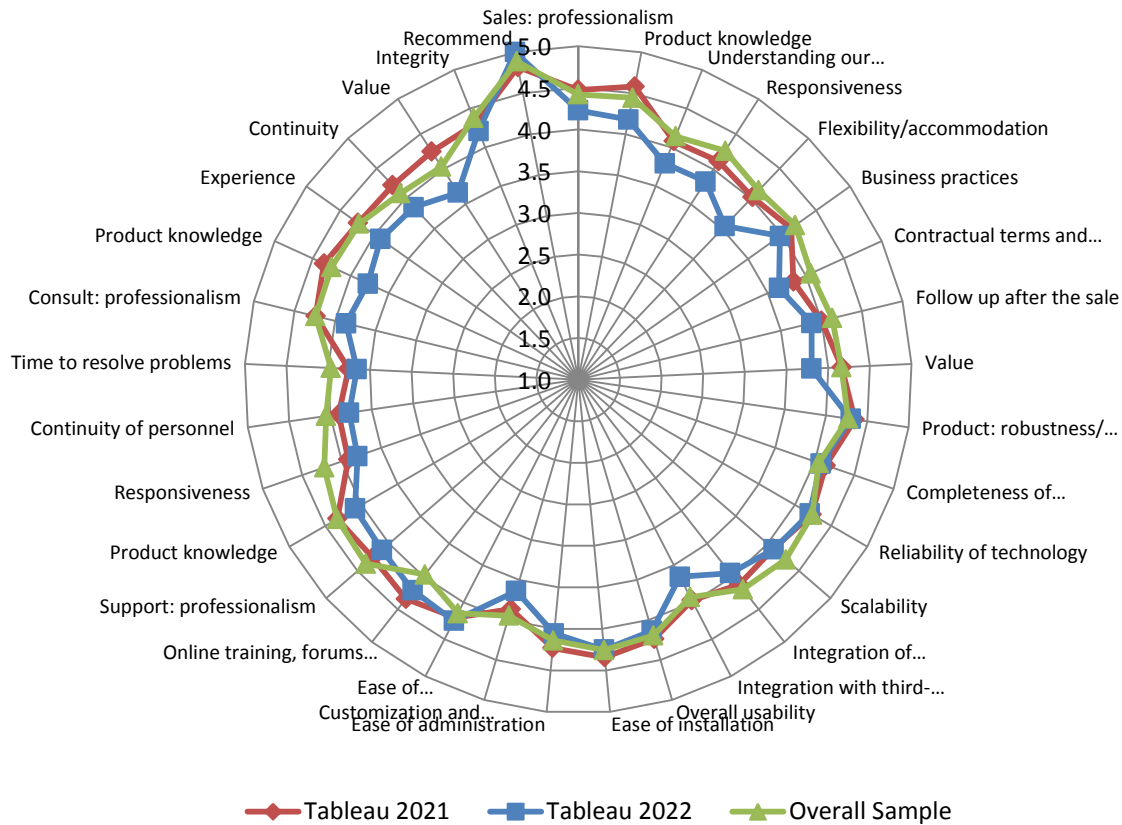 Sales: professionalism
Product knowledge
Understanding our...
Responsiveness
Flexibility/accommodation
Business practices
Contractual terms and...
Follow up after the sale
Value
Product: robustness/...
Completeness of...
Reliability of technology
Scalability
Integration of...
Integration with third-...
Overall usability
Ease of installation
Ease of administration
Customization and...
Ease of...
Online training, forums...
Support: professionalism
Product knowledge
Responsiveness
Continuity of personnel
Time to resolve problems
Consult: professionalism
Product knowledge
Experience
Continuity
Value
Integrity
Recommend
5.0
4.5
4.0
3.5
3.0
2.5
2.0
1.5
1.0
Tableau 2021
Tableau 2022
Overall Sample